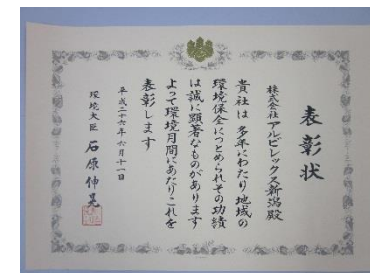 表彰状
株式会社アルビレックス新潟殿
貴社は多年にわたり地域の
環境保全につとめられその功績
は誠に顕著なものがあります
よって環境月間にあたりこれを
表彰します
平成二十六年六月十一日
環境大臣 石原伸晃